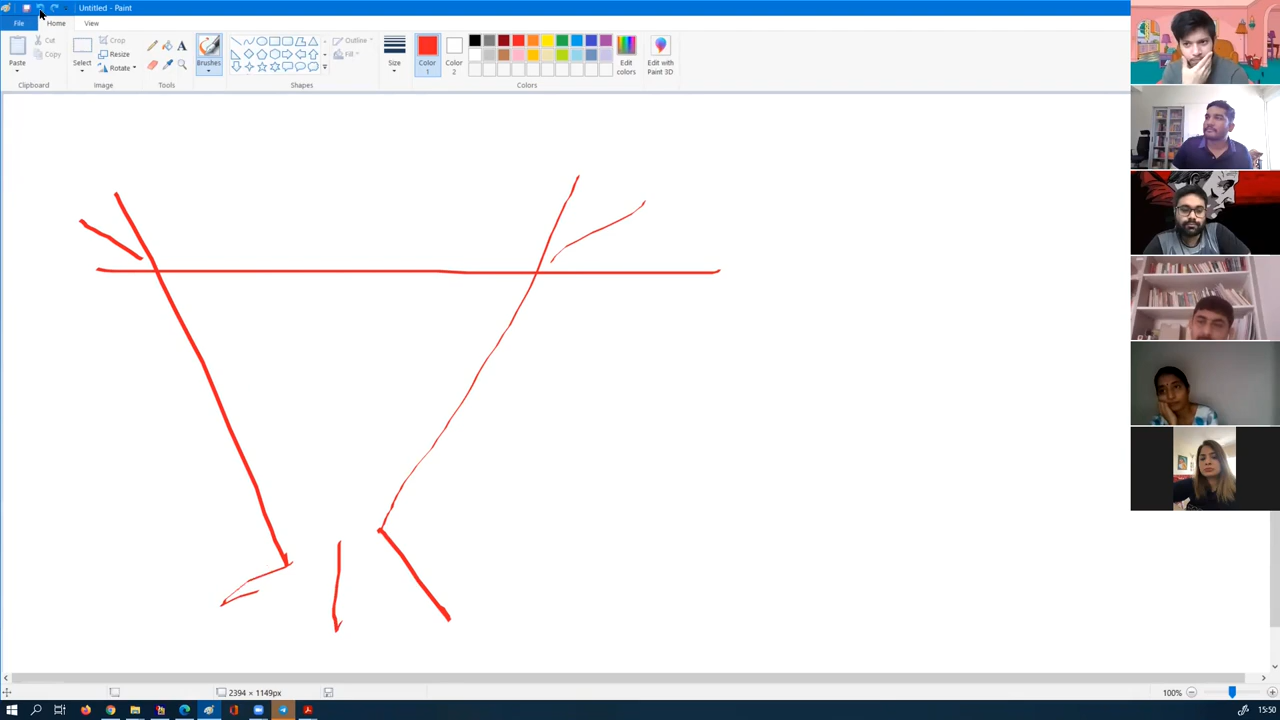 Untitled - Paint
File Home View
Cut
Copy
Paste
Clipboard
Crop
Resize
Rotate
Select
Image
Tools
Brushes
Outline
Fill
Shapes
Size
Color 1
Color 2
Edit colors
Edit with Paint 3D
Colors
2394 × 1149px
100%
15:50